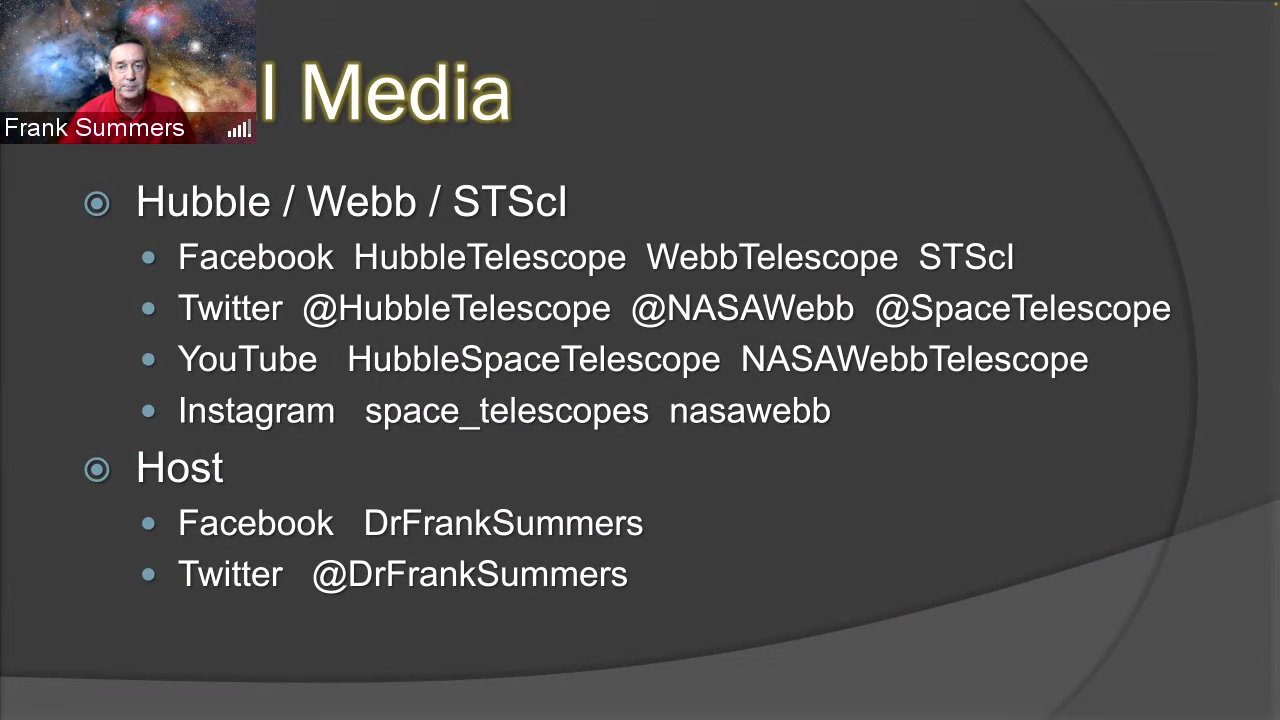 l Media
Frank Summers
Hubble / Webb / STScI
Facebook HubbleTelescope WebbTelescope STScI
Twitter @HubbleTelescope @NASAWebb @SpaceTelescope
YouTube HubbleSpaceTelescope NASAWebbTelescope
Instagram space_telescopes nasawebb
Host
Facebook DrFrankSummers
Twitter @DrFrankSummers